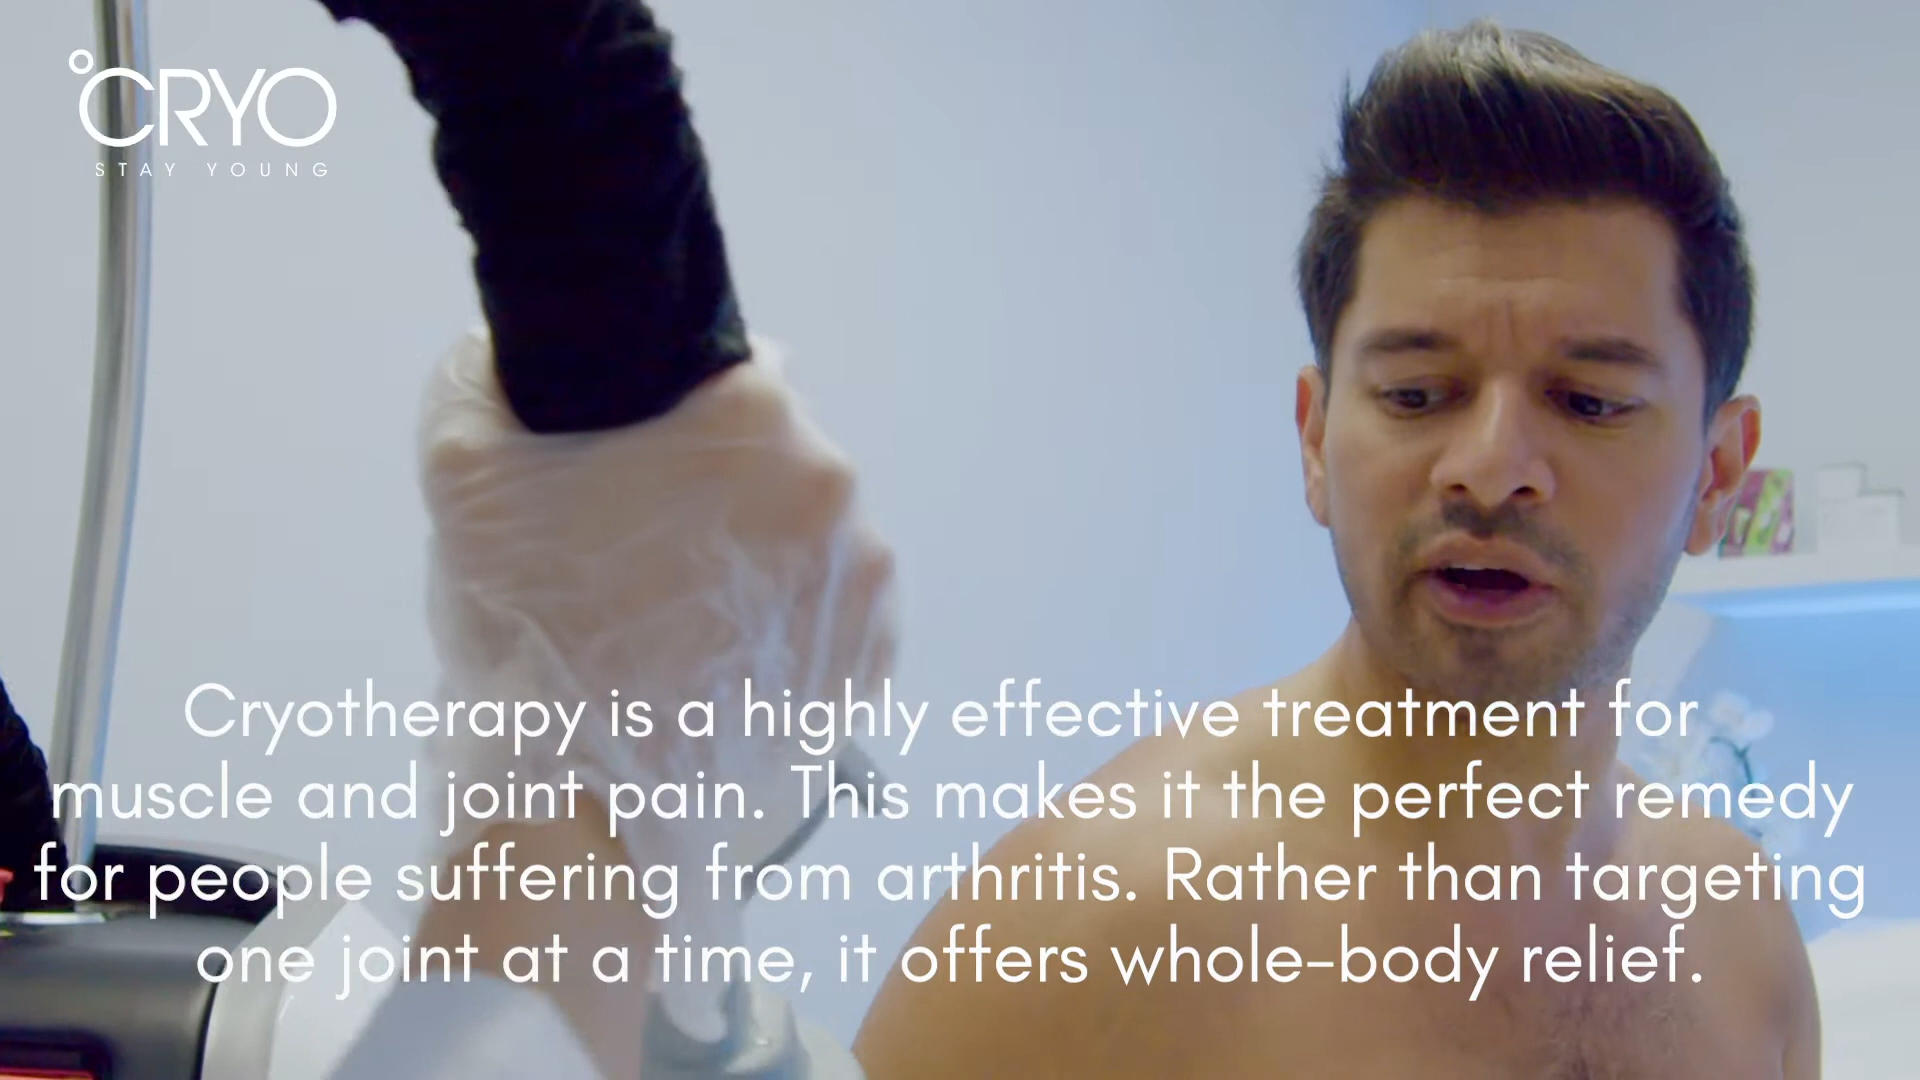 °CRYO
STAY YOUNG
Cryotherapy is a highly effective treatment for
muscle and joint pain. This makes it the perfect remedy
for people suffering from arthritis. Rather than targeting
one joint at a time, it offers whole-body relief.